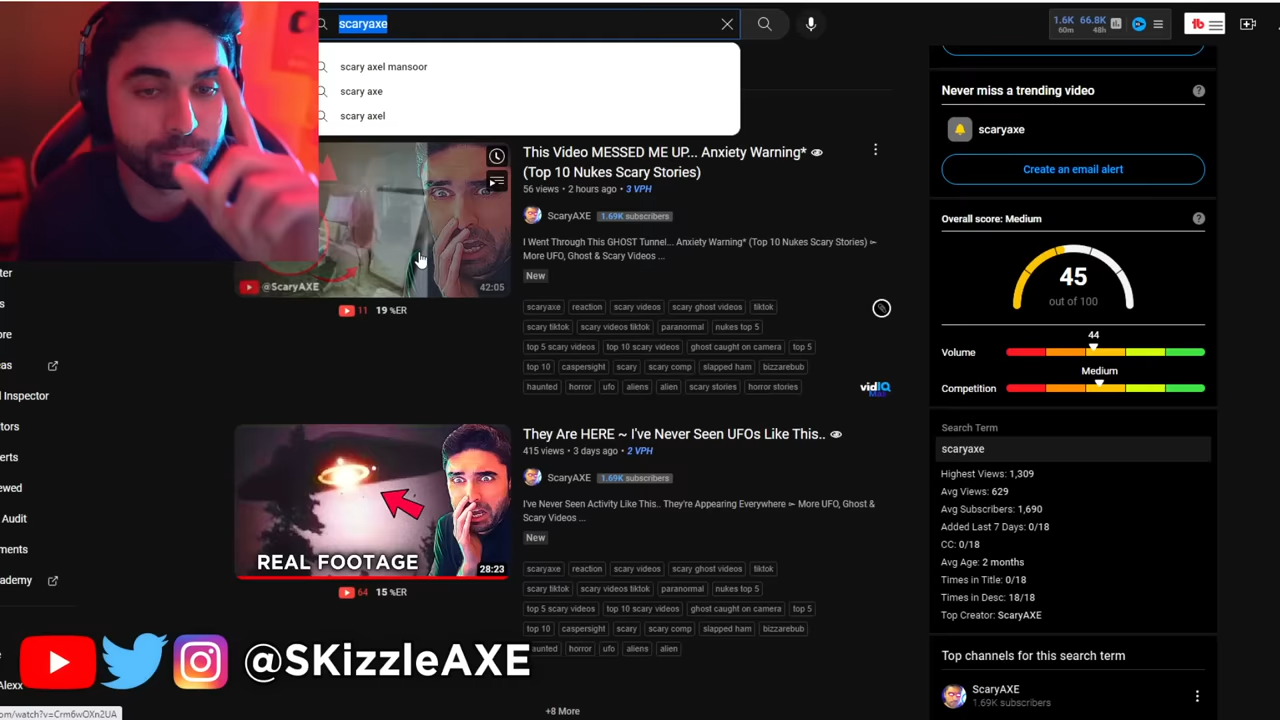 scaryaxe
1.6K 66.8K
60m 48h
scary axel mansoor
scary axe
scary axel
This Video MESSED ME UP... Anxiety Warning*
(Top 10 Nukes Scary Stories)
56 views • 2 hours ago • 3 VPH
ScaryAXE 1.69K subscribers
I Went Through This GHOST Tunnel... Anxiety Warning* (Top 10 Nukes Scary Stories) ➢
More UFO, Ghost & Scary Videos ...
New
@ScaryAXE
42:05
11 19 %ER
scaryaxe reaction scary videos scary ghost videos tiktok
scary tiktok scary videos tiktok paranormal nukes top 5
top 5 scary videos top 10 scary videos ghost caught on camera top 5
top 10 caspersight scary scary comp slapped ham bizzarebub
haunted horror ufo aliens alien scary stories horror stories
vidIQ
MAX
They Are HERE ~ I've Never Seen UFOs Like This..
415 views • 3 days ago • 2 VPH
ScaryAXE 1.69K subscribers
I've Never Seen Activity Like This.. They're Appearing Everywhere ➢ More UFO, Ghost &
Scary Videos ...
New
REAL FOOTAGE
28:23
64 15 %ER
scaryaxe reaction scary videos scary ghost videos tiktok
scary tiktok scary videos tiktok paranormal nukes top 5
top 5 scary videos top 10 scary videos ghost caught on camera top 5
top 10 caspersight scary scary comp slapped ham bizzarebub
haunted horror ufo aliens alien
+8 More
Never miss a trending video
scaryaxe
Create an email alert
Overall score: Medium
45
out of 100
44
Volume
Medium
Competition
Search Term
scaryaxe
Highest Views: 1,309
Avg Views: 629
Avg Subscribers: 1,690
Added Last 7 Days: 0/18
CC: 0/18
Avg Age: 2 months
Times in Title: 0/18
Times in Desc: 18/18
Top Creator: ScaryAXE
Top channels for this search term
ScaryAXE
1.69K subscribers
Inspector
Audit
@SKizzleAXE
om/watch?v=Crm6wOXn2UA